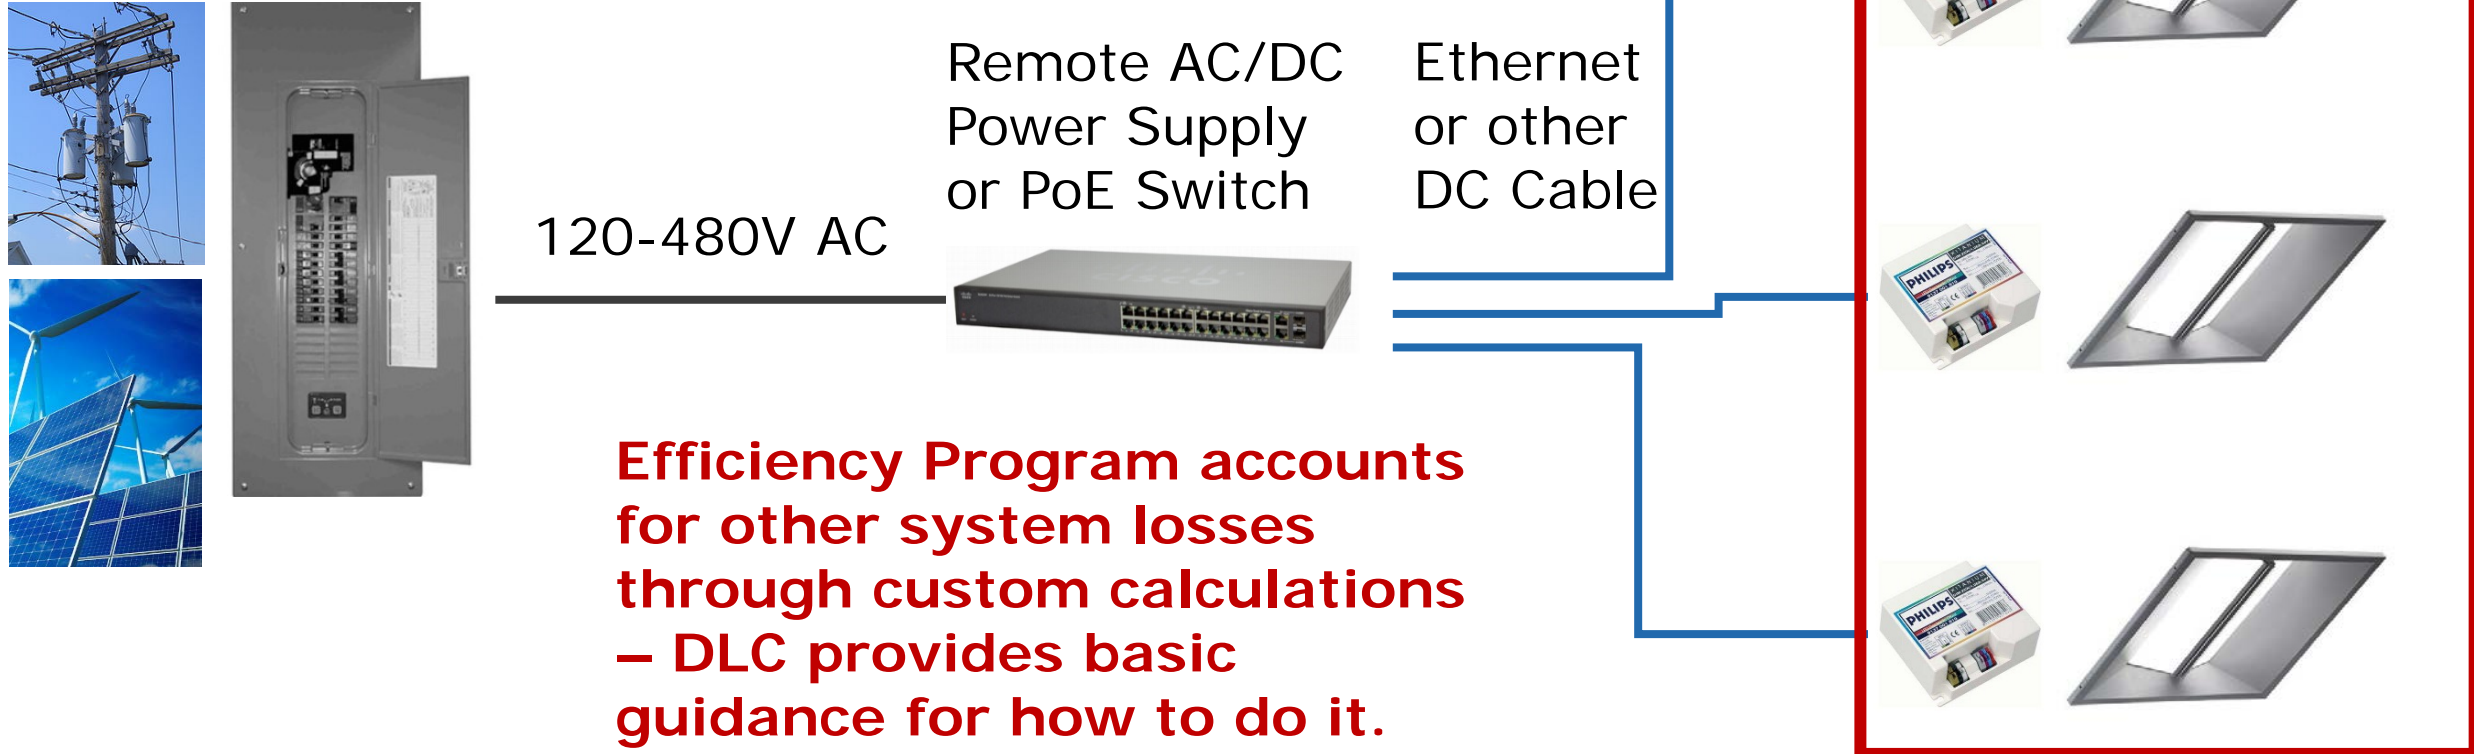 Remote AC/DC
Power Supply
or PoE Switch
Ethernet
or other
DC Cable
120-480V AC
CISCO
PHILIPS
PHILIPS
Efficiency Program accounts
for other system losses
through custom calculations
– DLC provides basic
guidance for how to do it.